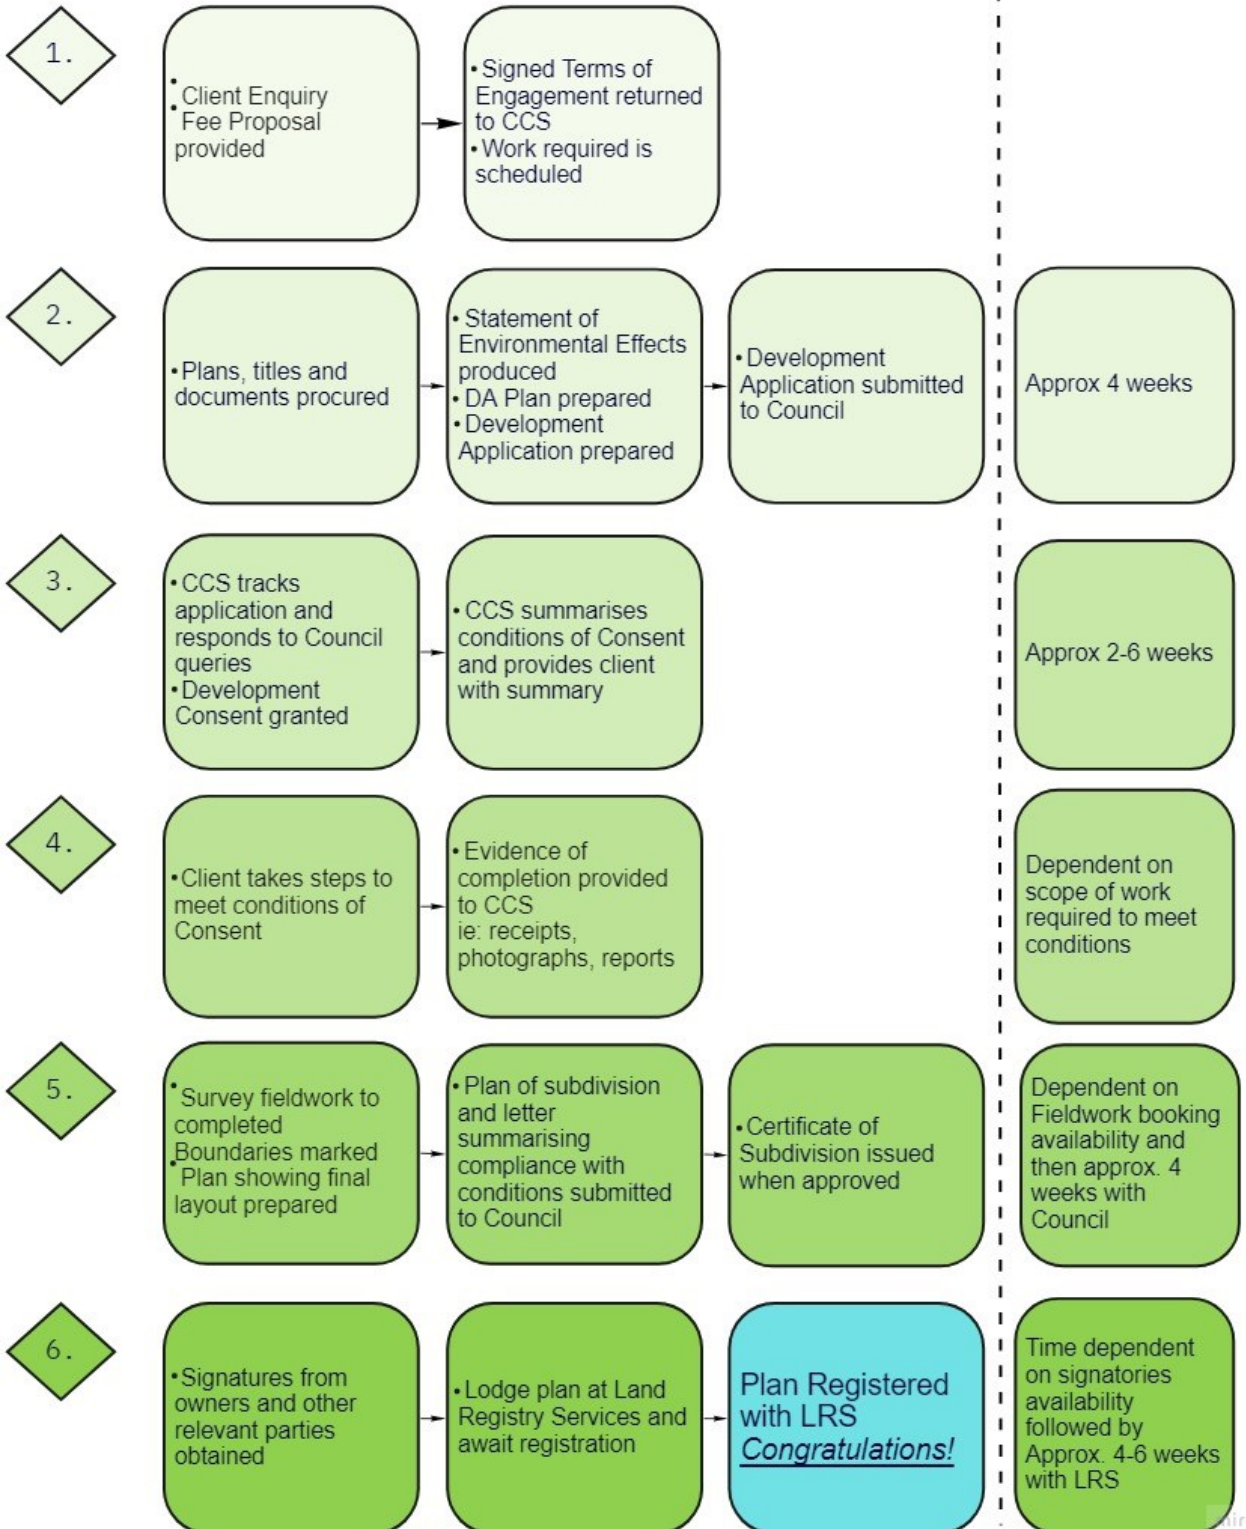 1.
• Client Enquiry
• Fee Proposal
provided
• Signed Terms of
Engagement returned
to CCS
• Work required is
scheduled
2.
• Plans, titles and
documents procured
• Statement of
Environmental Effects
produced
• DA Plan prepared
• Development
Application prepared
• Development
Application submitted
to Council
Approx 4 weeks
3.
• CCS tracks
application and
responds to Council
queries
• Development
Consent granted
• CCS summarises
conditions of Consent
and provides client
with summary
Approx 2-6 weeks
4.
• Client takes steps to
meet conditions of
Consent
• Evidence of
completion provided
to CCS
ie: receipts,
photographs, reports
Dependent on
scope of work
required to meet
conditions
5.
• Survey fieldwork to
completed
Boundaries marked
• Plan showing final
layout prepared
• Plan of subdivision
and letter
summarising
compliance with
conditions submitted
to Council
• Certificate of
Subdivision issued
when approved
Dependent on
Fieldwork booking
availability and
then approx. 4
weeks with
Council
6.
• Signatures from
owners and other
relevant parties
obtained
• Lodge plan at Land
Registry Services and
await registration
Plan Registered
with LRS
Congratulations!
Time dependent
on signatories
availability
followed by
Approx. 4-6 weeks
with LRS